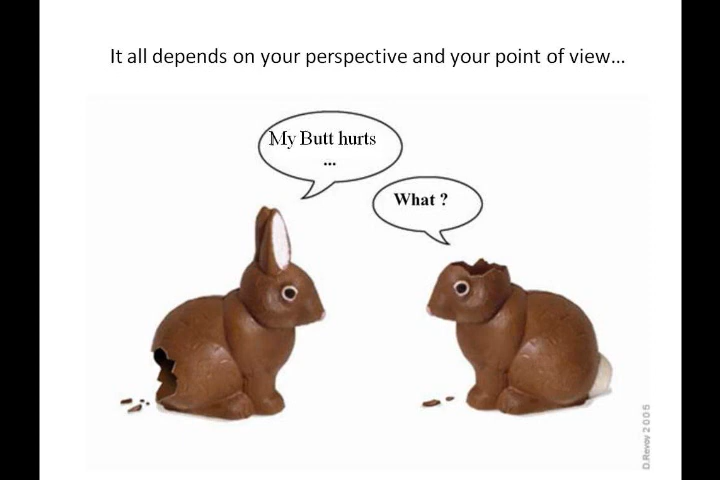 It all depends on your perspective and your point of view...
My Butt hurts
...
What ?
D.Revoy 2005